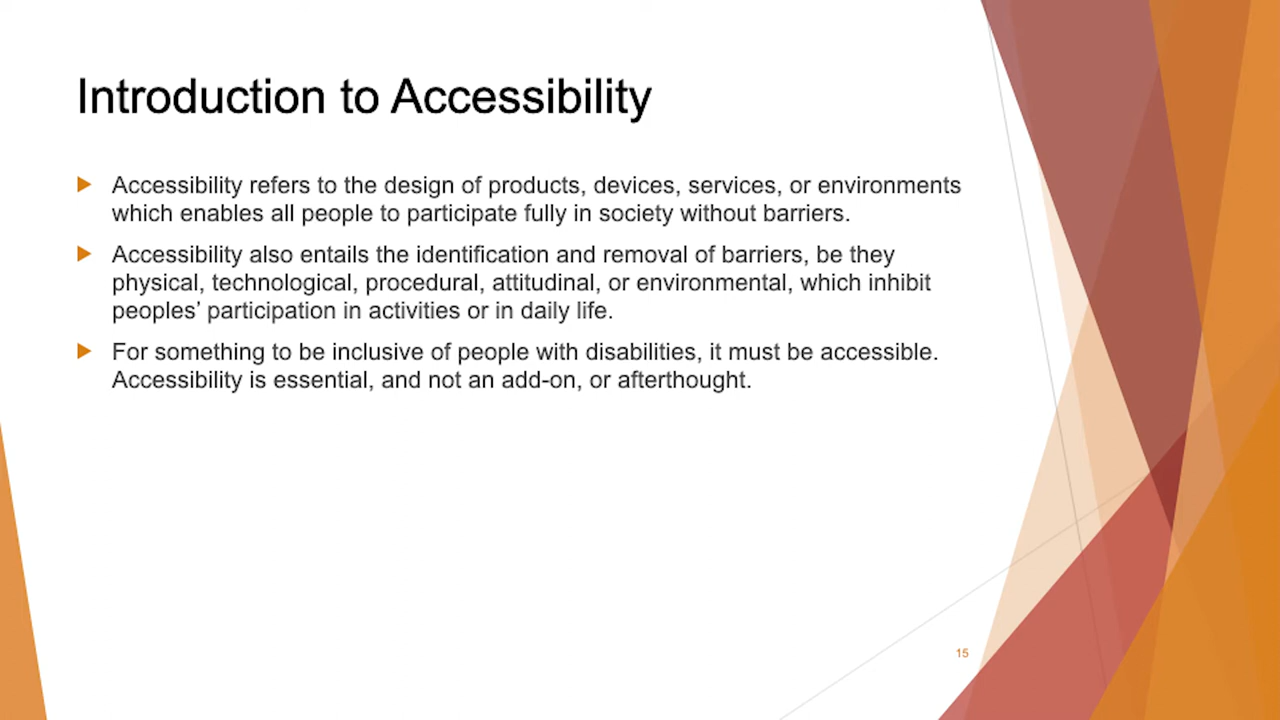 Introduction to Accessibility
Accessibility refers to the design of products, devices, services, or environments
which enables all people to participate fully in society without barriers.
Accessibility also entails the identification and removal of barriers, be they
physical, technological, procedural, attitudinal, or environmental, which inhibit
peoples’ participation in activities or in daily life.
For something to be inclusive of people with disabilities, it must be accessible.
Accessibility is essential, and not an add-on, or afterthought.
15